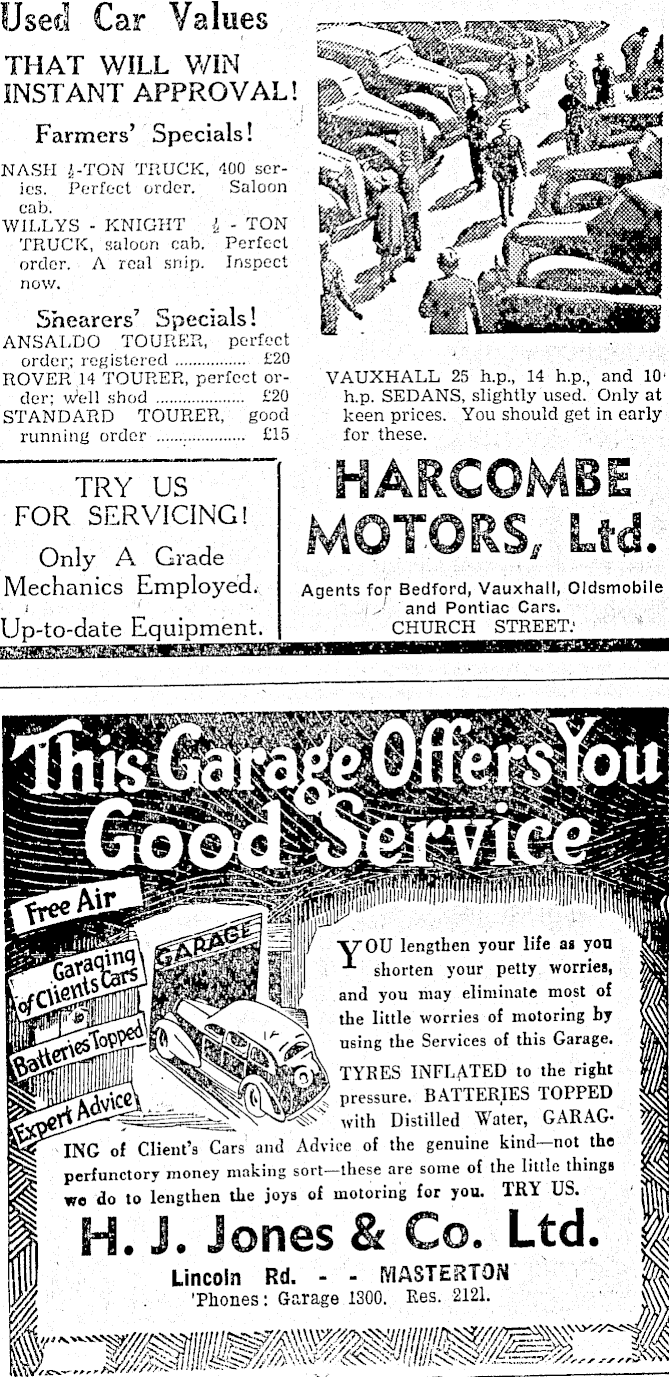 Used Car Values
THAT WILL WIN
INSTANT APPROVAL!
Farmers' Specials!
NASH ½-TON TRUCK, 400 ser-
ies. Perfect order. Saloon
cab.
WILLYS - KNIGHT ½ - TON
TRUCK, saloon cab. Perfect
order. A real snip. Inspect
now.
Shearers' Specials!
ANSALDO TOURER, perfect
order; registered ............... £20
ROVER 14 TOURER, perfect or-
der; well shod ................... £20
STANDARD TOURER, good
running order ................... £15
TRY US
FOR SERVICING!
Only A Grade
Mechanics Employed.
Up-to-date Equipment.
VAUXHALL 25 h.p., 14 h.p., and 10
h.p. SEDANS, slightly used. Only at
keen prices. You should get in early
for these.
HARCOMBE
MOTORS, Ltd.
Agents for Bedford, Vauxhall, Oldsmobile
and Pontiac Cars.
CHURCH STREET.
This Garage Offers You
Good Service
Free Air
Garaging
of Clients Cars
Batteries Topped
Expert Advice
GARAGE
YOU lengthen your life as you
shorten your petty worries,
and you may eliminate most of
the little worries of motoring by
using the Services of this Garage.
TYRES INFLATED to the right
pressure. BATTERIES TOPPED
with Distilled Water, GARAG-
ING of Client's Cars and Advice of the genuine kind—not the
perfunctory money making sort—these are some of the little things
we do to lengthen the joys of motoring for you. TRY US.
H. J. Jones & Co. Ltd.
Lincoln Rd. - - MASTERTON
'Phones: Garage 1300. Res. 2121.